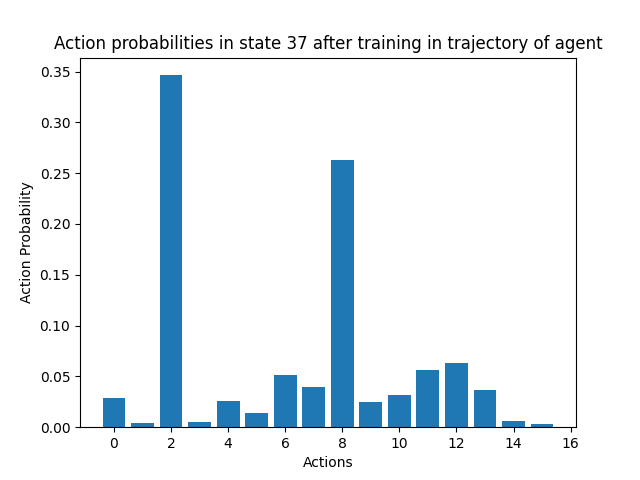 Action probabilities in state 37 after training in trajectory of agent
0.35
0.30
0.25
0.20
0.15
0.10
0.05
0.00
Action Probability
0 2 4 6 8 10 12 14 16
Actions